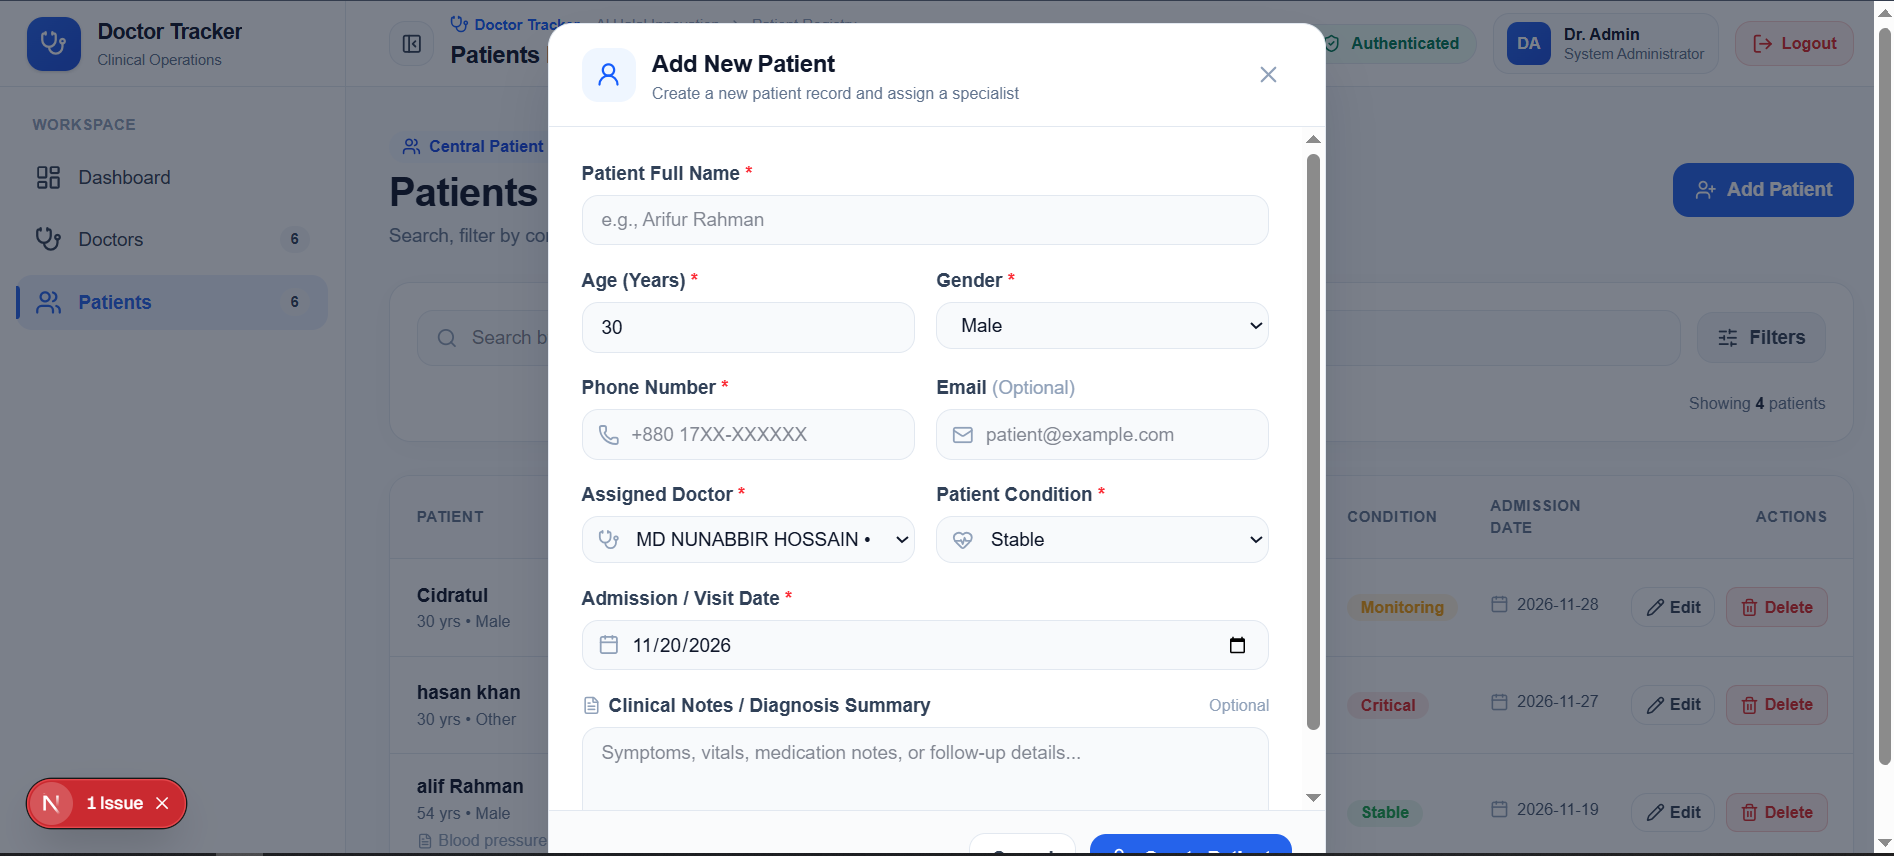 Doctor Tracker
Clinical Operations
WORKSPACE
Dashboard
Doctors 6
Patients 6
N 1 Issue
Doctor Tracker
Patients
Authenticated
DA
Dr. Admin
System Administrator
Logout
Central Patient
Patients
Search, filter by
Add Patient
Search
Filters
Showing 4 patients
PATIENT
CONDITION
ADMISSION
DATE
ACTIONS
Cidratul
30 yrs • Male
Monitoring
2026-11-28
Edit
Delete
hasan khan
30 yrs • Other
Critical
2026-11-27
Edit
Delete
alif Rahman
54 yrs • Male
Blood pressure
Stable
2026-11-19
Edit
Delete
Add New Patient
Create a new patient record and assign a specialist
Patient Full Name *
e.g., Arifur Rahman
Age (Years) *
30
Gender *
Male
Phone Number *
+880 17XX-XXXXXX
Email (Optional)
patient@example.com
Assigned Doctor *
MD NUNABBIR HOSSAIN •
Patient Condition *
Stable
Admission / Visit Date *
11/20/2026
Clinical Notes / Diagnosis Summary
Optional
Symptoms, vitals, medication notes, or follow-up details...